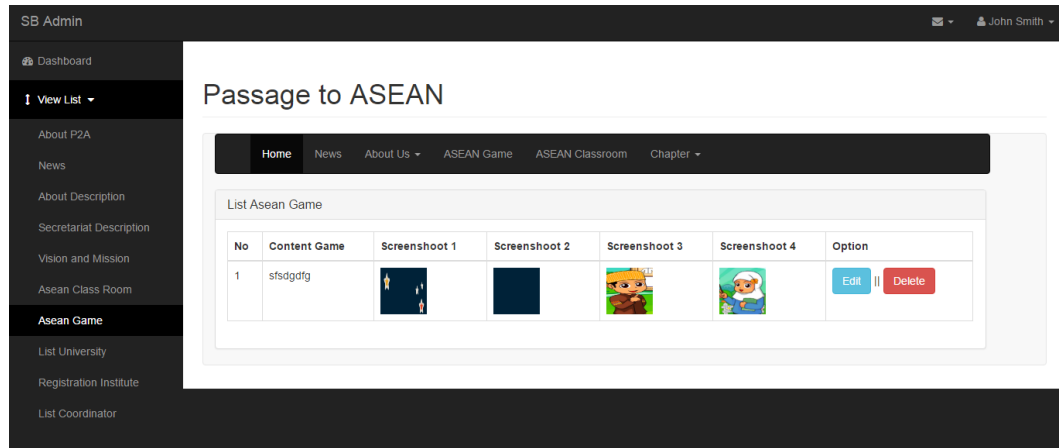 SB Admin
John Smith
Dashboard
View List
About P2A
News
About Description
Secretariat Description
Vision and Mission
Asean Class Room
Asean Game
List University
Registration Institute
List Coordinator
Passage to ASEAN
Home News About Us ASEAN Game ASEAN Classroom Chapter
List Asean Game
No Content Game Screenshoot 1 Screenshoot 2 Screenshoot 3 Screenshoot 4 Option
1 sfsdgdfg Edit || Delete